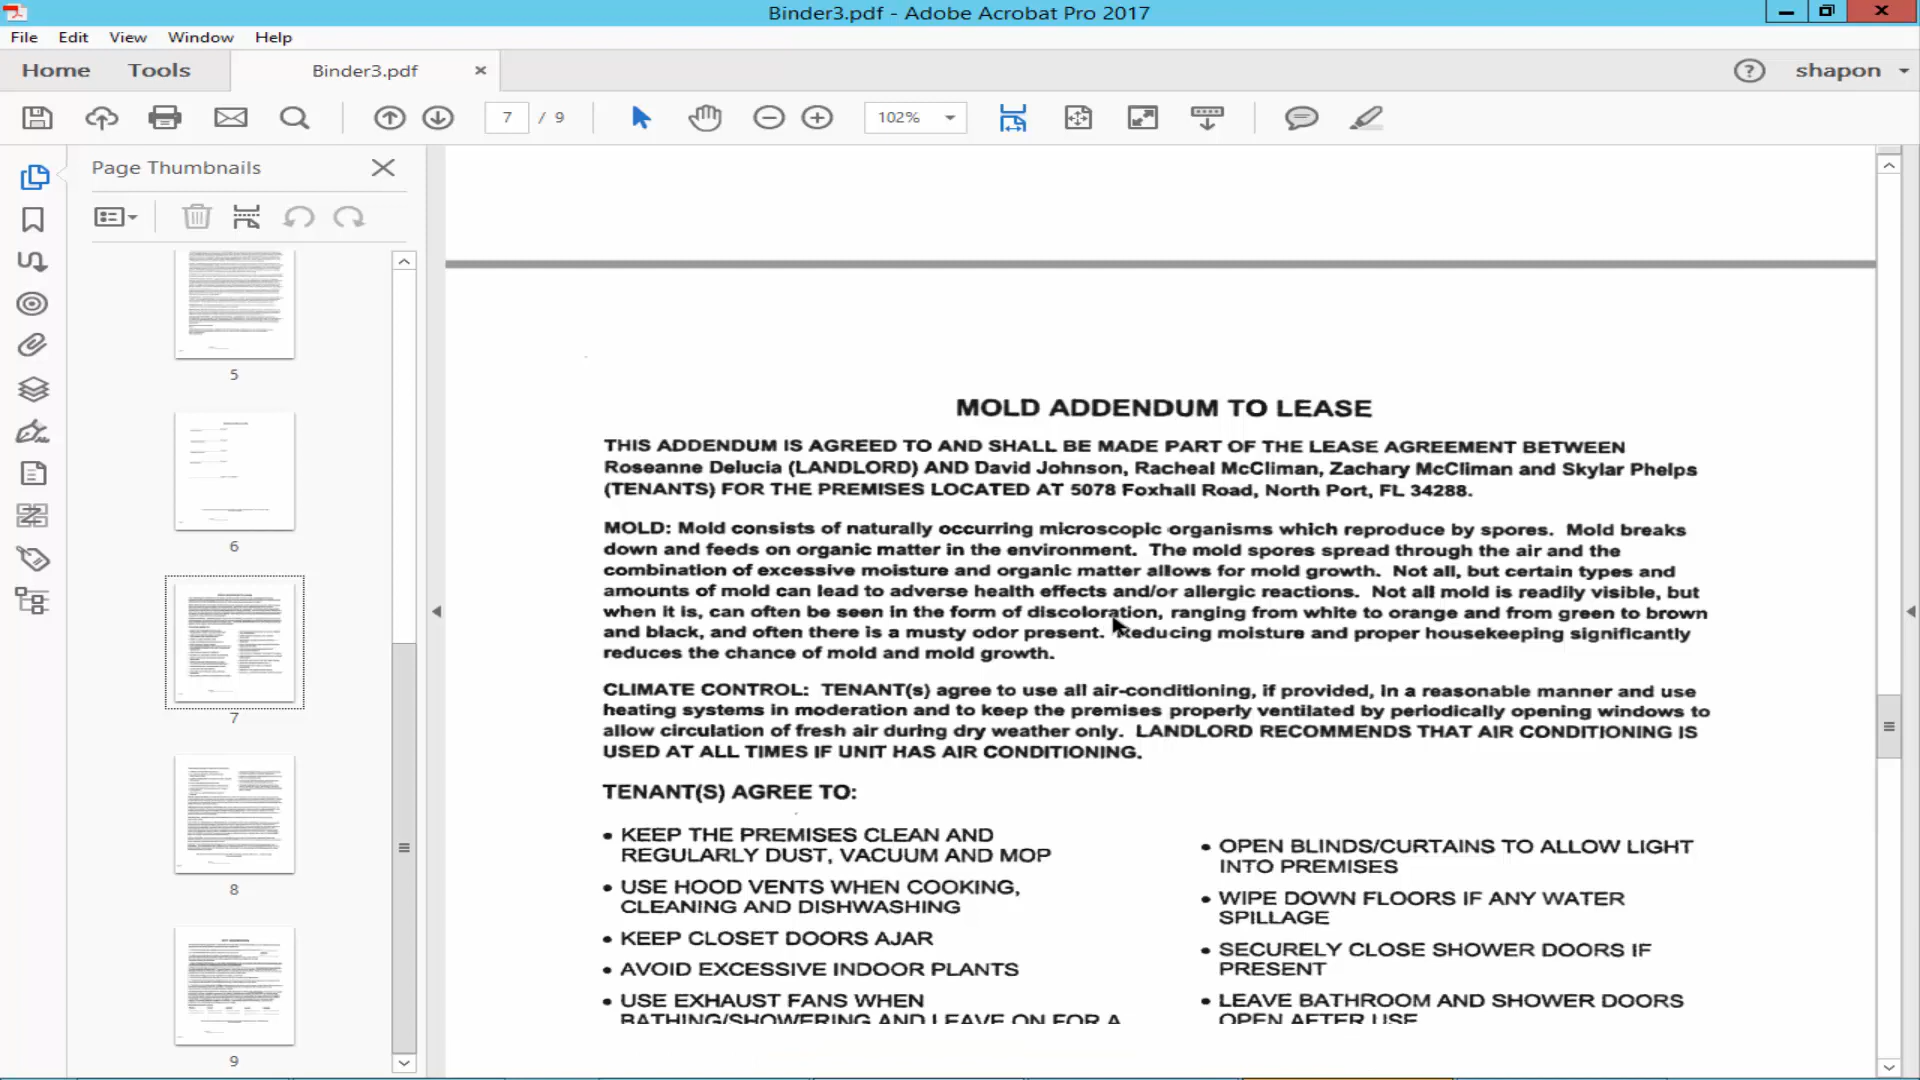 Binder3.pdf - Adobe Acrobat Pro 2017
File Edit View Window Help
Home Tools Binder3.pdf shapon
7 / 9 102%
Page Thumbnails
5
6
7
8
9
MOLD ADDENDUM TO LEASE
THIS ADDENDUM IS AGREED TO AND SHALL BE MADE PART OF THE LEASE AGREEMENT BETWEEN
Roseanne Delucia (LANDLORD) AND David Johnson, Racheal McCliman, Zachary McCliman and Skylar Phelps
(TENANTS) FOR THE PREMISES LOCATED AT 5078 Foxhall Road, North Port, FL 34288.
MOLD: Mold consists of naturally occurring microscopic organisms which reproduce by spores. Mold breaks
down and feeds on organic matter in the environment. The mold spores spread through the air and the
combination of excessive moisture and organic matter allows for mold growth. Not all, but certain types and
amounts of mold can lead to adverse health effects and/or allergic reactions. Not all mold is readily visible, but
when it is, can often be seen in the form of discoloration, ranging from white to orange and from green to brown
and black, and often there is a musty odor present. Reducing moisture and proper housekeeping significantly
reduces the chance of mold and mold growth.
CLIMATE CONTROL: TENANT(s) agree to use all air-conditioning, if provided, in a reasonable manner and use
heating systems in moderation and to keep the premises properly ventilated by periodically opening windows to
allow circulation of fresh air during dry weather only. LANDLORD RECOMMENDS THAT AIR CONDITIONING IS
USED AT ALL TIMES IF UNIT HAS AIR CONDITIONING.
TENANT(S) AGREE TO:
• KEEP THE PREMISES CLEAN AND
REGULARLY DUST, VACUUM AND MOP
• USE HOOD VENTS WHEN COOKING,
CLEANING AND DISHWASHING
• KEEP CLOSET DOORS AJAR
• AVOID EXCESSIVE INDOOR PLANTS
• USE EXHAUST FANS WHEN
BATHING/SHOWERING AND LEAVE ON FOR A
• OPEN BLINDS/CURTAINS TO ALLOW LIGHT
INTO PREMISES
• WIPE DOWN FLOORS IF ANY WATER
SPILLAGE
• SECURELY CLOSE SHOWER DOORS IF
PRESENT
• LEAVE BATHROOM AND SHOWER DOORS
OPEN AFTER USE